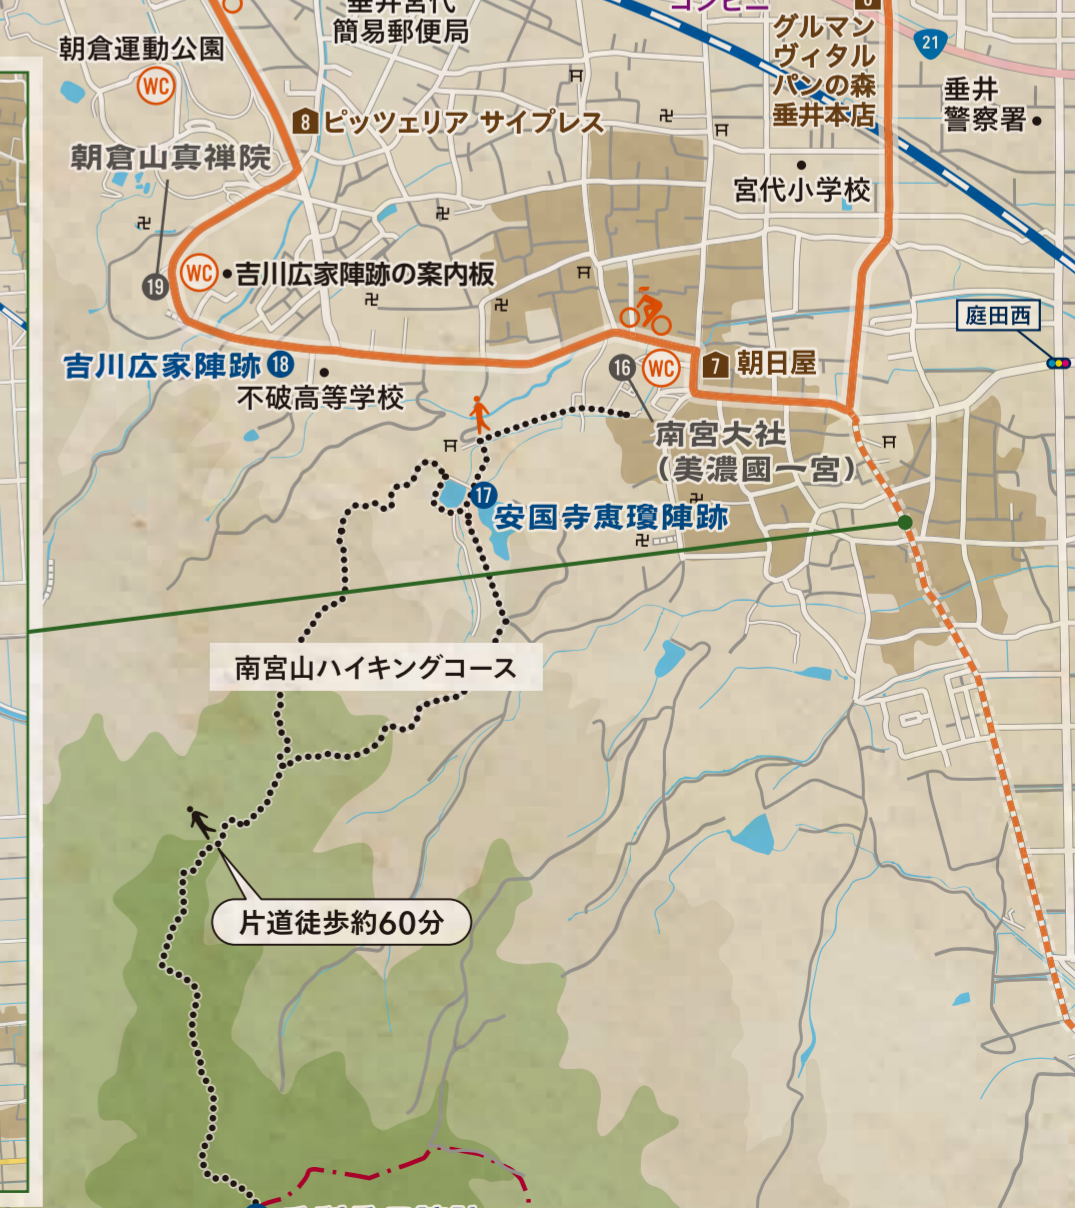 垂井宮代
簡易郵便局
コンビニ
グルマン
ヴィタル
パンの森
垂井本店
21
垂井
警察署
朝倉運動公園
WC
8 ピッツェリア サイプレス
朝倉山真禅院
宮代小学校
WC
吉川広家陣跡の案内板
19
庭田西
吉川広家陣跡 18
不破高等学校
16
WC
7 朝日屋
南宮大社
(美濃國一宮)
17
安国寺恵瓊陣跡
南宮山ハイキングコース
片道徒歩約60分